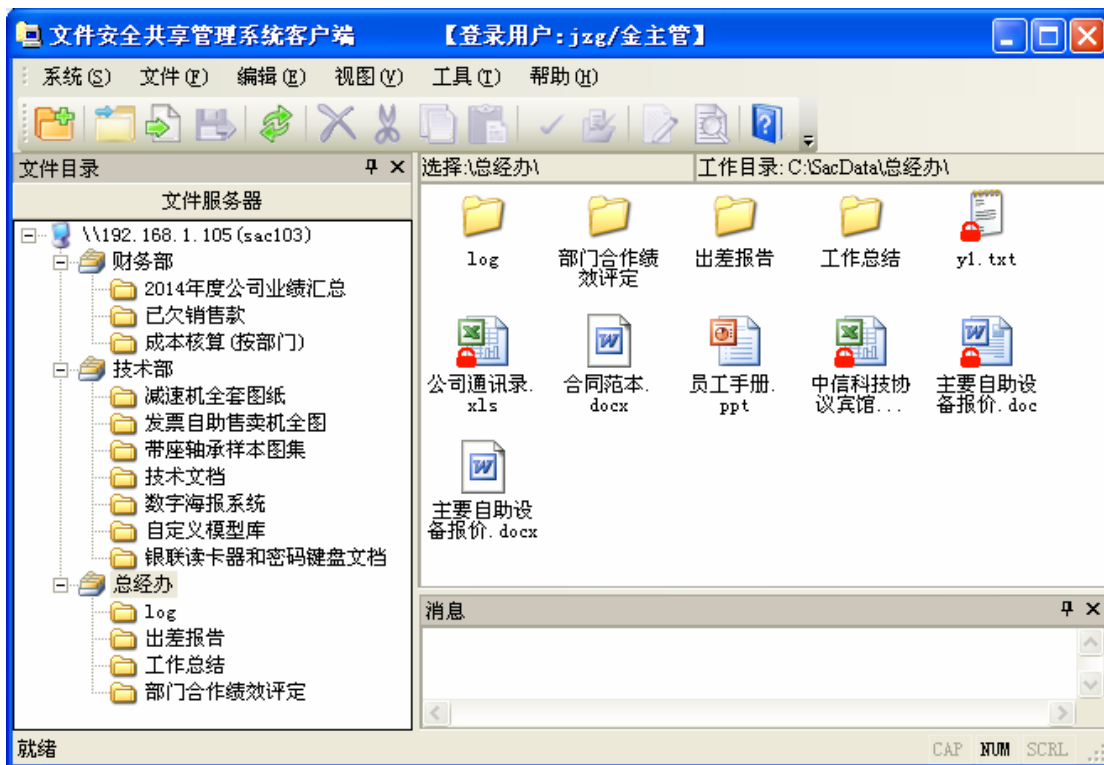 文件安全共享管理系统客户端 【登录用户:jzg/金主管】
系统(S) 文件(F) 编辑(E) 视图(V) 工具(T) 帮助(H)
文件目录
选择:\总经办\
工作目录: C:\SacData\总经办\
文件服务器
\\192.168.1.105(sac103)
财务部
2014年度公司业绩汇总
已欠销售款
成本核算(按部门)
技术部
减速机全套图纸
发票自助售卖机全图
带座轴承样本图集
技术文档
数字海报系统
自定义模型库
银联读卡器和密码键盘文档
总经办
log
出差报告
工作总结
部门合作绩效评定
log
部门合作绩
效评定
出差报告
工作总结
y1.txt
公司通讯录.
xls
合同范本.
docx
员工手册.
ppt
中信科技协
议宾馆...
主要自助设
备报价.doc
主要自助设
备报价.docx
消息
就绪
CAP NUM SCRL